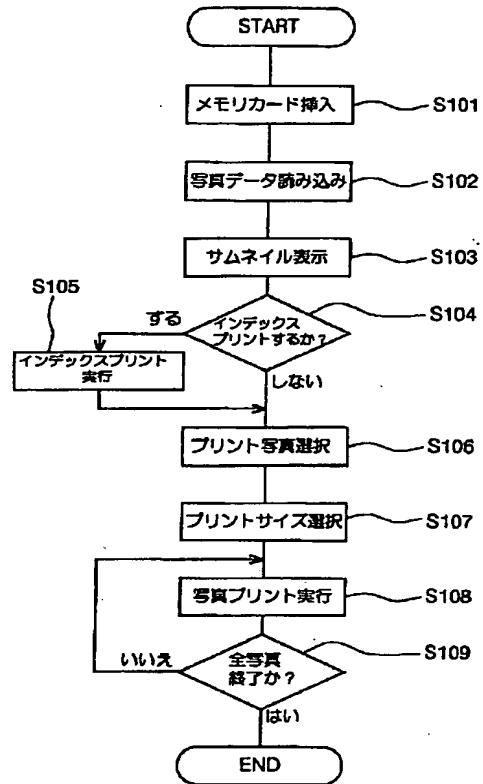 START
メモリカード挿入
S101
写真データ読み込み
S102
サムネイル表示
S103
S105
する
インデックス
プリントするか?
S104
インデックスプリント
実行
しない
プリント写真選択
S106
プリントサイズ選択
S107
写真プリント実行
S108
いいえ
全写真
終了か?
S109
はい
END